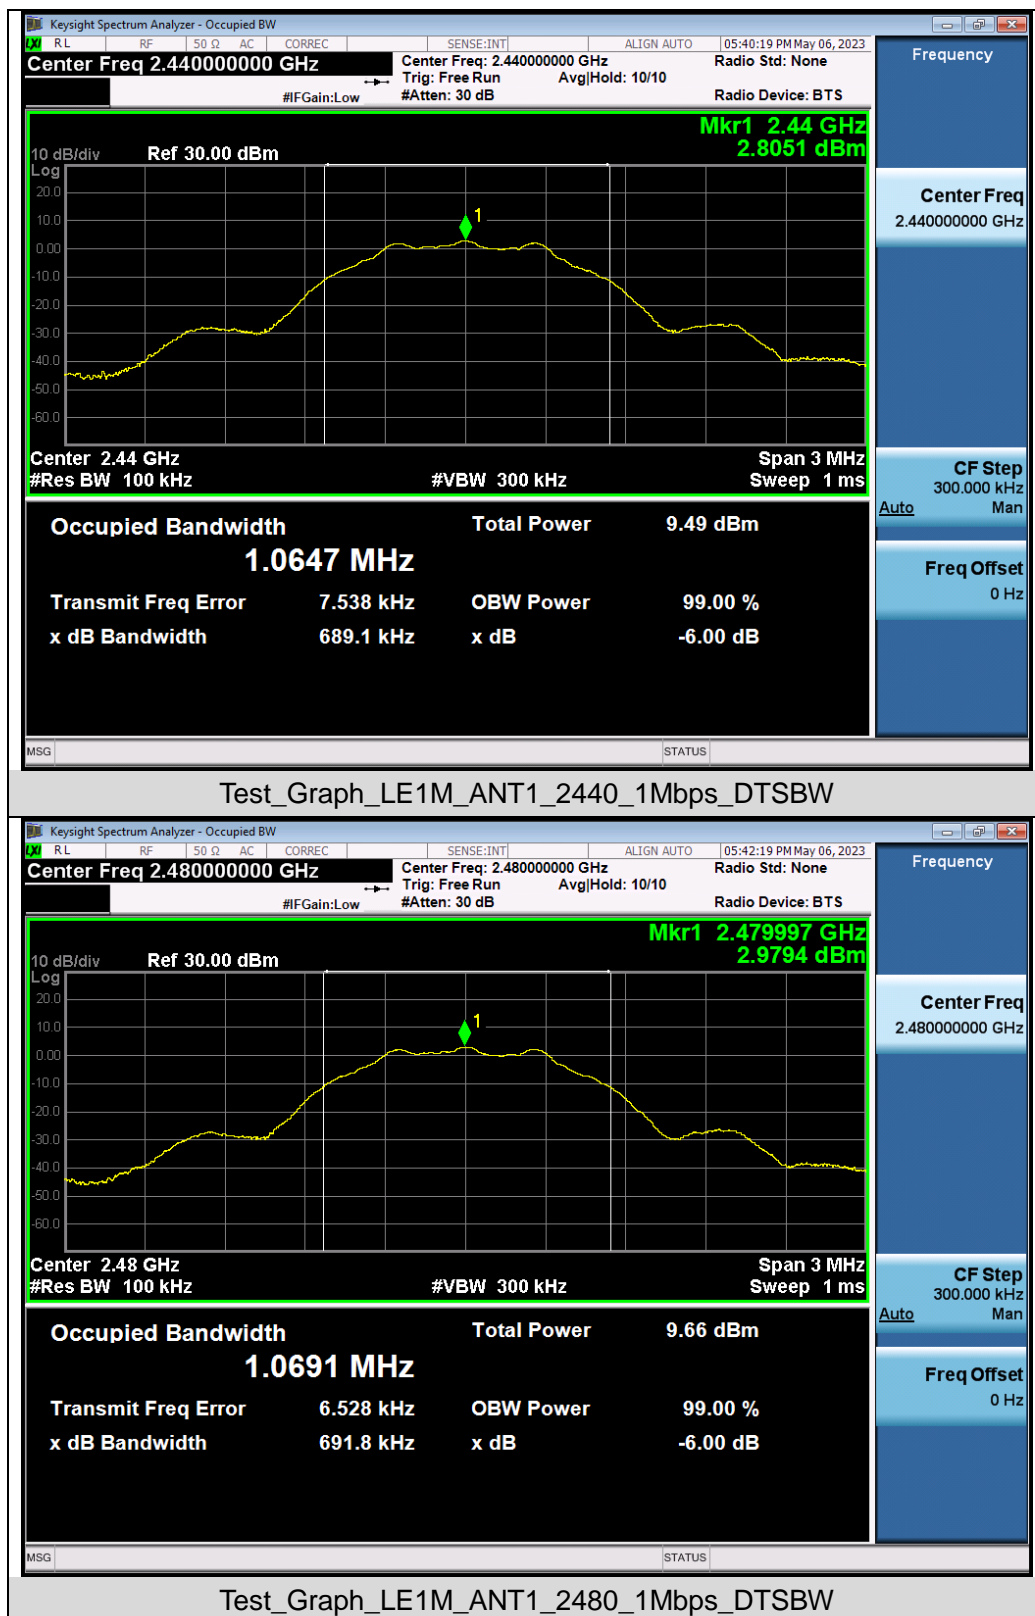 Keysight Spectrum Analyzer - Occupied BW
LXI RL RF 50 Ω AC CORREC SENSE:INT ALIGN AUTO 05:40:19 PM May 06, 2023
Center Freq 2.440000000 GHz
Center Freq: 2.440000000 GHz
Radio Std: None
Trig: Free Run Avg|Hold: 10/10
#IFGain:Low
#Atten: 30 dB
Radio Device: BTS
Frequency
Mkr1 2.44 GHz
2.8051 dBm
10 dB/div Ref 30.00 dBm
Log
20.0
10.0
0.00
-10.0
-20.0
-30.0
-40.0
-50.0
-60.0
1
Center Freq
2.440000000 GHz
Center 2.44 GHz Span 3 MHz
#Res BW 100 kHz #VBW 300 kHz Sweep 1 ms
CF Step
300.000 kHz
Auto Man
Occupied Bandwidth Total Power 9.49 dBm
1.0647 MHz
Freq Offset
0 Hz
Transmit Freq Error 7.538 kHz OBW Power 99.00 %
x dB Bandwidth 689.1 kHz x dB -6.00 dB
MSG STATUS
Test_Graph_LE1M_ANT1_2440_1Mbps_DTSBW
Keysight Spectrum Analyzer - Occupied BW
LXI RL RF 50 Ω AC CORREC SENSE:INT ALIGN AUTO 05:42:19 PM May 06, 2023
Center Freq 2.480000000 GHz
Center Freq: 2.480000000 GHz
Radio Std: None
Trig: Free Run Avg|Hold: 10/10
#IFGain:Low
#Atten: 30 dB
Radio Device: BTS
Frequency
Mkr1 2.479997 GHz
2.9794 dBm
10 dB/div Ref 30.00 dBm
Log
20.0
10.0
0.00
-10.0
-20.0
-30.0
-40.0
-50.0
-60.0
1
Center Freq
2.480000000 GHz
Center 2.48 GHz Span 3 MHz
#Res BW 100 kHz #VBW 300 kHz Sweep 1 ms
CF Step
300.000 kHz
Auto Man
Occupied Bandwidth Total Power 9.66 dBm
1.0691 MHz
Freq Offset
0 Hz
Transmit Freq Error 6.528 kHz OBW Power 99.00 %
x dB Bandwidth 691.8 kHz x dB -6.00 dB
MSG STATUS
Test_Graph_LE1M_ANT1_2480_1Mbps_DTSBW